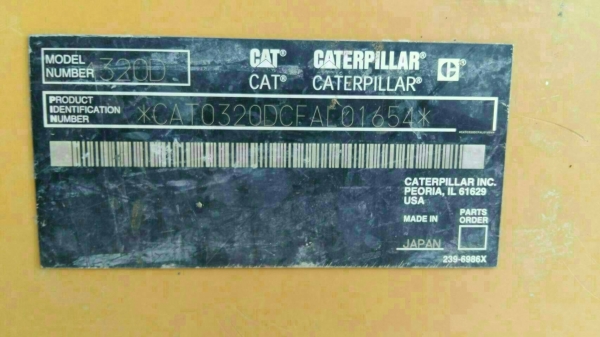 MODEL NUMBER 320D
CAT® CATERPILLAR®
CAT® CATERPILLAR® C
PRODUCT IDENTIFICATION NUMBER
CATERPILLAR INC.
PEORIA, IL 61629
USA
MADE IN
PARTS ORDER
JAPAN
239-6986X